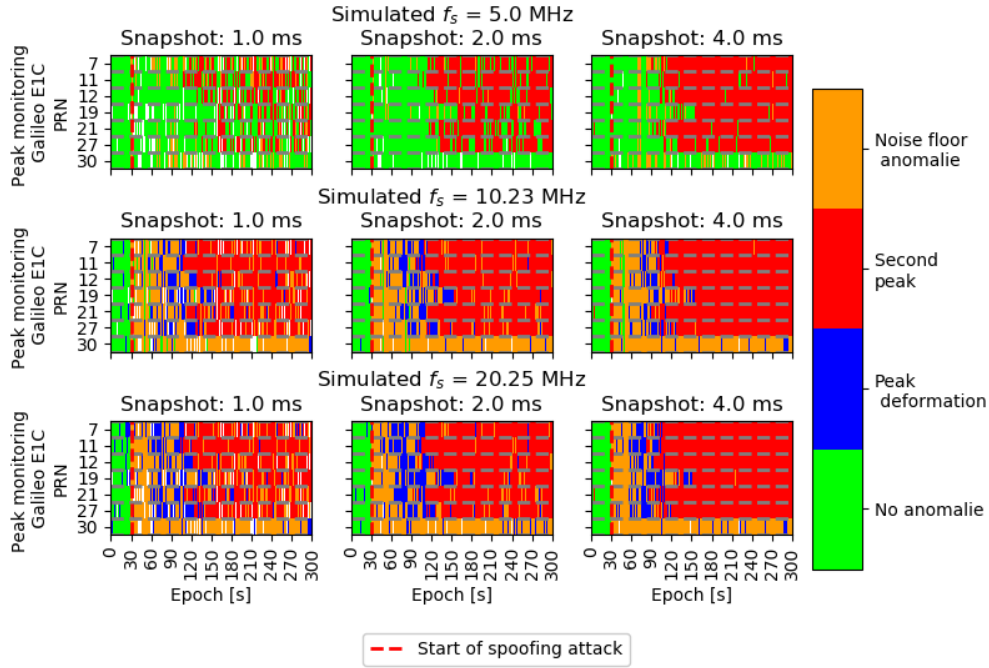 Simulated fs = 5.0 MHz
Snapshot: 1.0 ms
Snapshot: 2.0 ms
Snapshot: 4.0 ms
Peak monitoring
Galileo E1C
PRN
7
11
12
19
21
27
30
Simulated fs = 10.23 MHz
Snapshot: 1.0 ms
Snapshot: 2.0 ms
Snapshot: 4.0 ms
Peak monitoring
Galileo E1C
PRN
7
11
12
19
21
27
30
Simulated fs = 20.25 MHz
Snapshot: 1.0 ms
Snapshot: 2.0 ms
Snapshot: 4.0 ms
Peak monitoring
Galileo E1C
PRN
7
11
12
19
21
27
30
0 30 60 90 120 150 180 210 240 270 300
0 30 60 90 120 150 180 210 240 270 300
0 30 60 90 120 150 180 210 240 270 300
Epoch [s]
Epoch [s]
Epoch [s]
Noise floor
anomalie
Second
peak
Peak
deformation
No anomalie
Start of spoofing attack